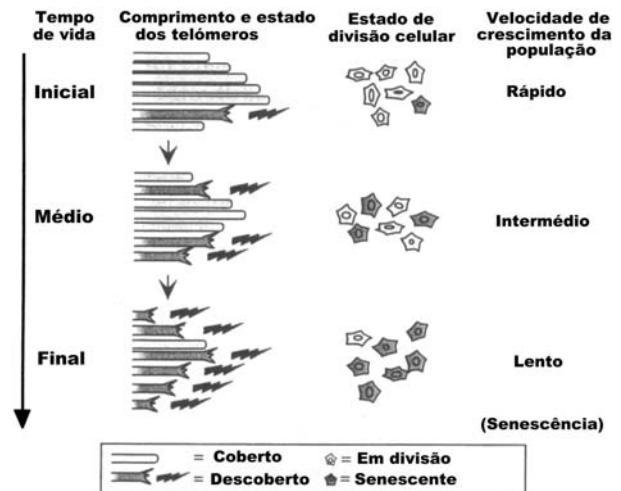 Tempo
de vida
Comprimento e estado
dos telómeros
Estado de
divisão celular
Velocidade de
crescimento da
população
Inicial
Rápido
Médio
Intermédio
Final
Lento
(Senescência)
= Coberto
= Em divisão
= Descoberto
= Senescente